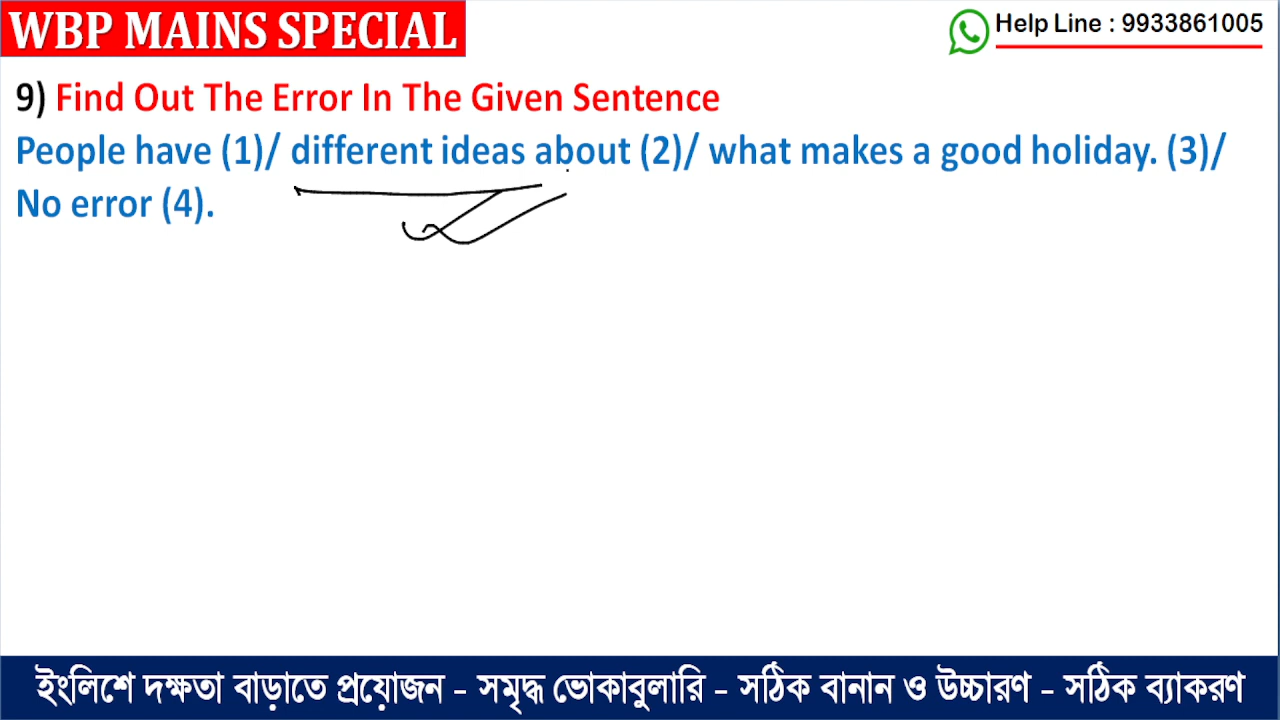 WBP MAINS SPECIAL
Help Line : 9933861005
9) Find Out The Error In The Given Sentence
People have (1)/ different ideas about (2)/ what makes a good holiday. (3)/
No error (4).
ইংলিশে দক্ষতা বাড়াতে প্রয়োজন - সমৃদ্ধ ভোকাবুলারি - সঠিক বানান ও উচ্চারণ - সঠিক ব্যাকরণ